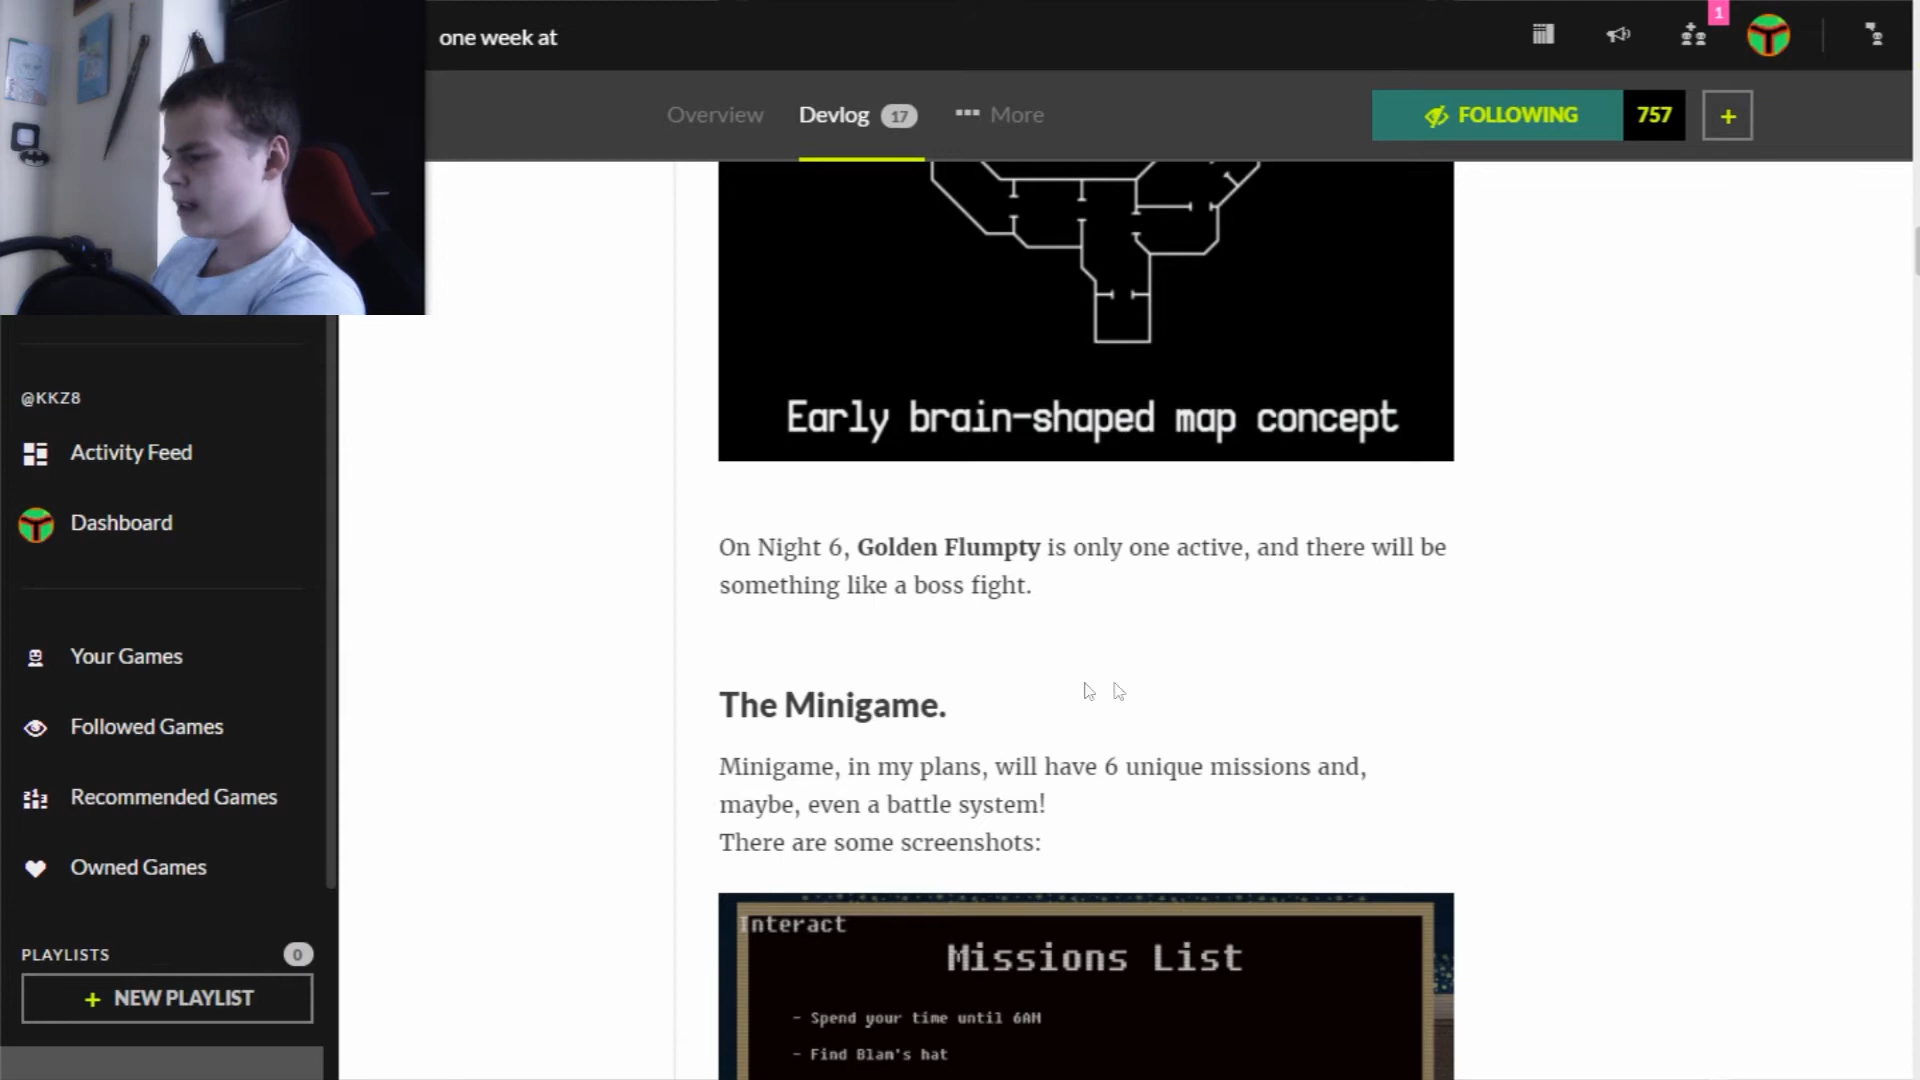 one week at
1
Overview
Devlog 17
More
FOLLOWING 757
+
Early brain-shaped map concept
@KKZ8
Activity Feed
Dashboard
Your Games
Followed Games
Recommended Games
Owned Games
PLAYLISTS 0
+ NEW PLAYLIST
On Night 6, Golden Flumpty is only one active, and there will be
something like a boss fight.
The Minigame.
Minigame, in my plans, will have 6 unique missions and,
maybe, even a battle system!
There are some screenshots:
Interact
Missions List
- Spend your time until 6AM
- Find Blam's hat